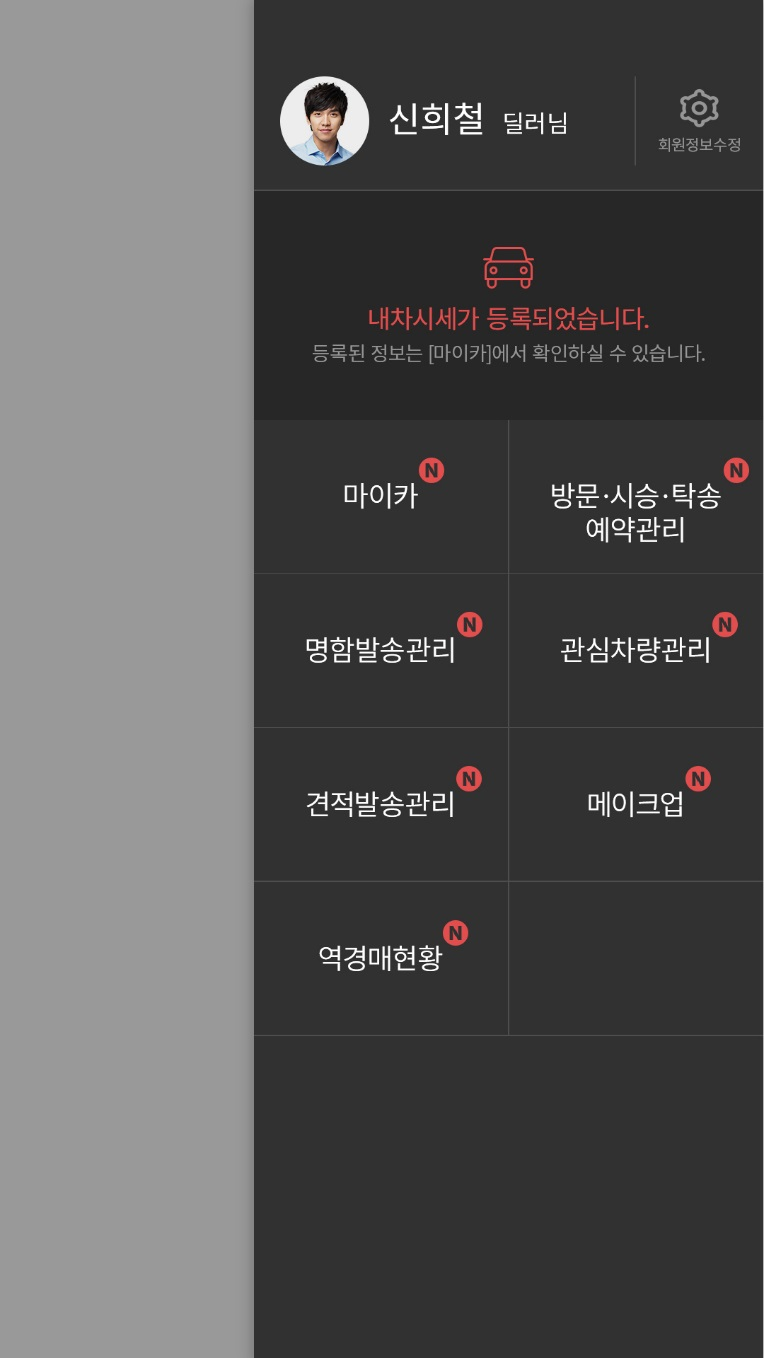 신희철 딜러님
회원정보수정
내차시세가 등록되었습니다.
등록된 정보는 [마이카]에서 확인하실 수 있습니다.
마이카 N
방문·시승·탁송 N
예약관리
명함발송관리 N
관심차량관리 N
견적발송관리 N
메이크업 N
역경매현황 N